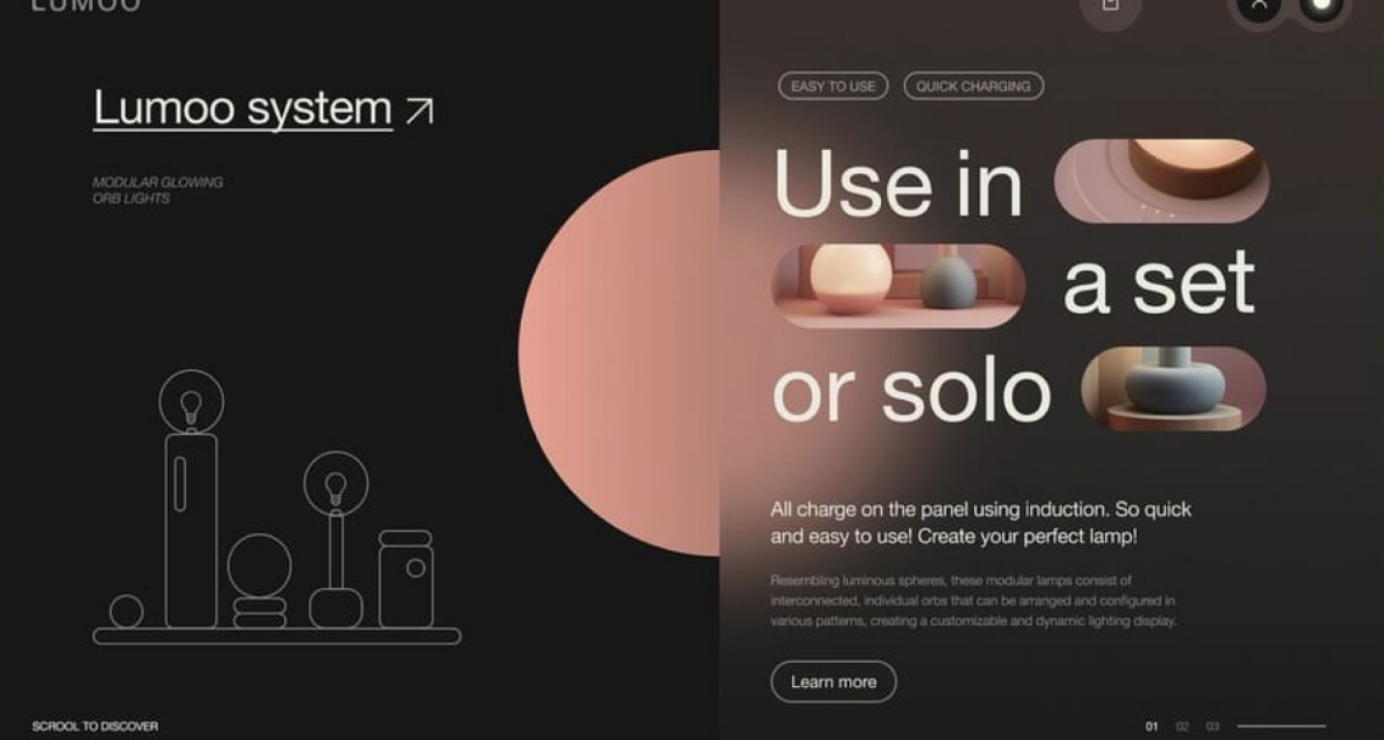 LUMOO
Lumoo system
MODULAR GLOWING
ORB LIGHTS
SCROOL TO DISCOVER
EASY TO USE
QUICK CHARGING
Use in
a set
or solo
All charge on the panel using induction. So quick
and easy to use! Create your perfect lamp!
Resembling luminous spheres, these modular lamps consist of
interconnected, individual orbs that can be arranged and configured in
various patterns, creating a customizable and dynamic lighting display.
Learn more
01 02 03